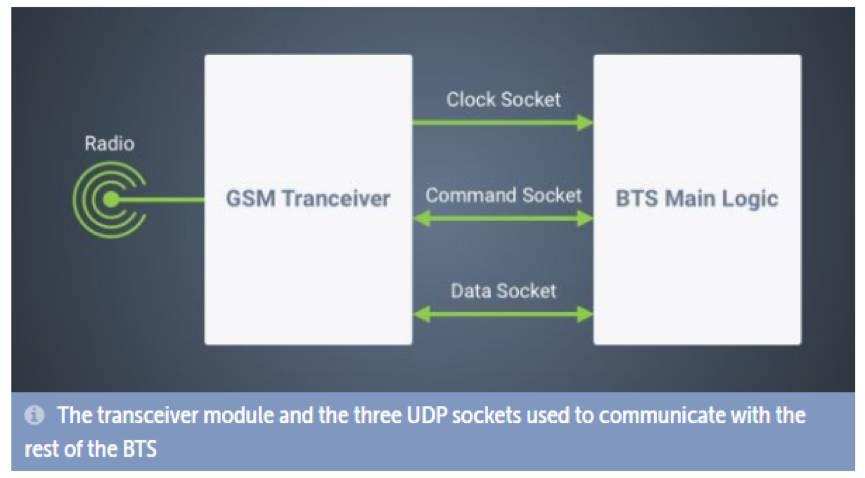 Clock Socket
Radio
GSM Tranceiver
Command Socket
BTS Main Logic
Data Socket
The transceiver module and the three UDP sockets used to communicate with the
rest of the BTS